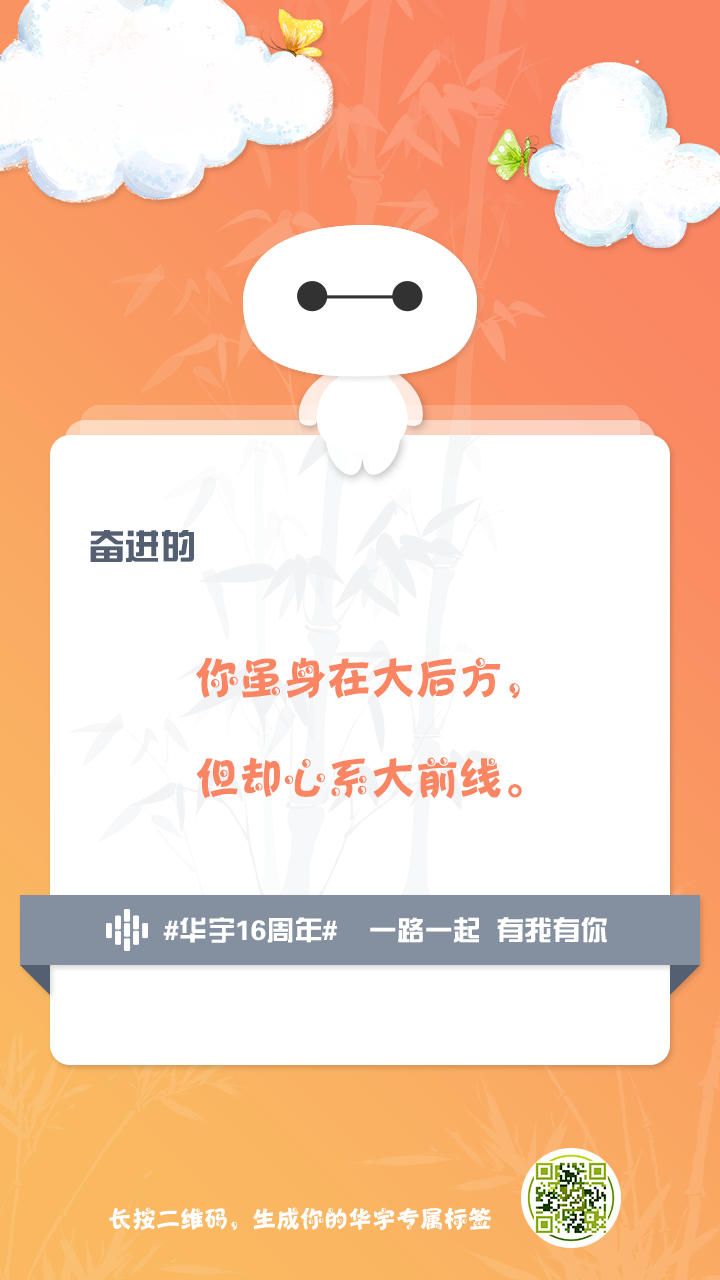 奋进的
你虽身在大后方，
但却心系大前线。
#华宇16周年# 一路一起 有我有你
长按二维码，生成你的华宇专属标签